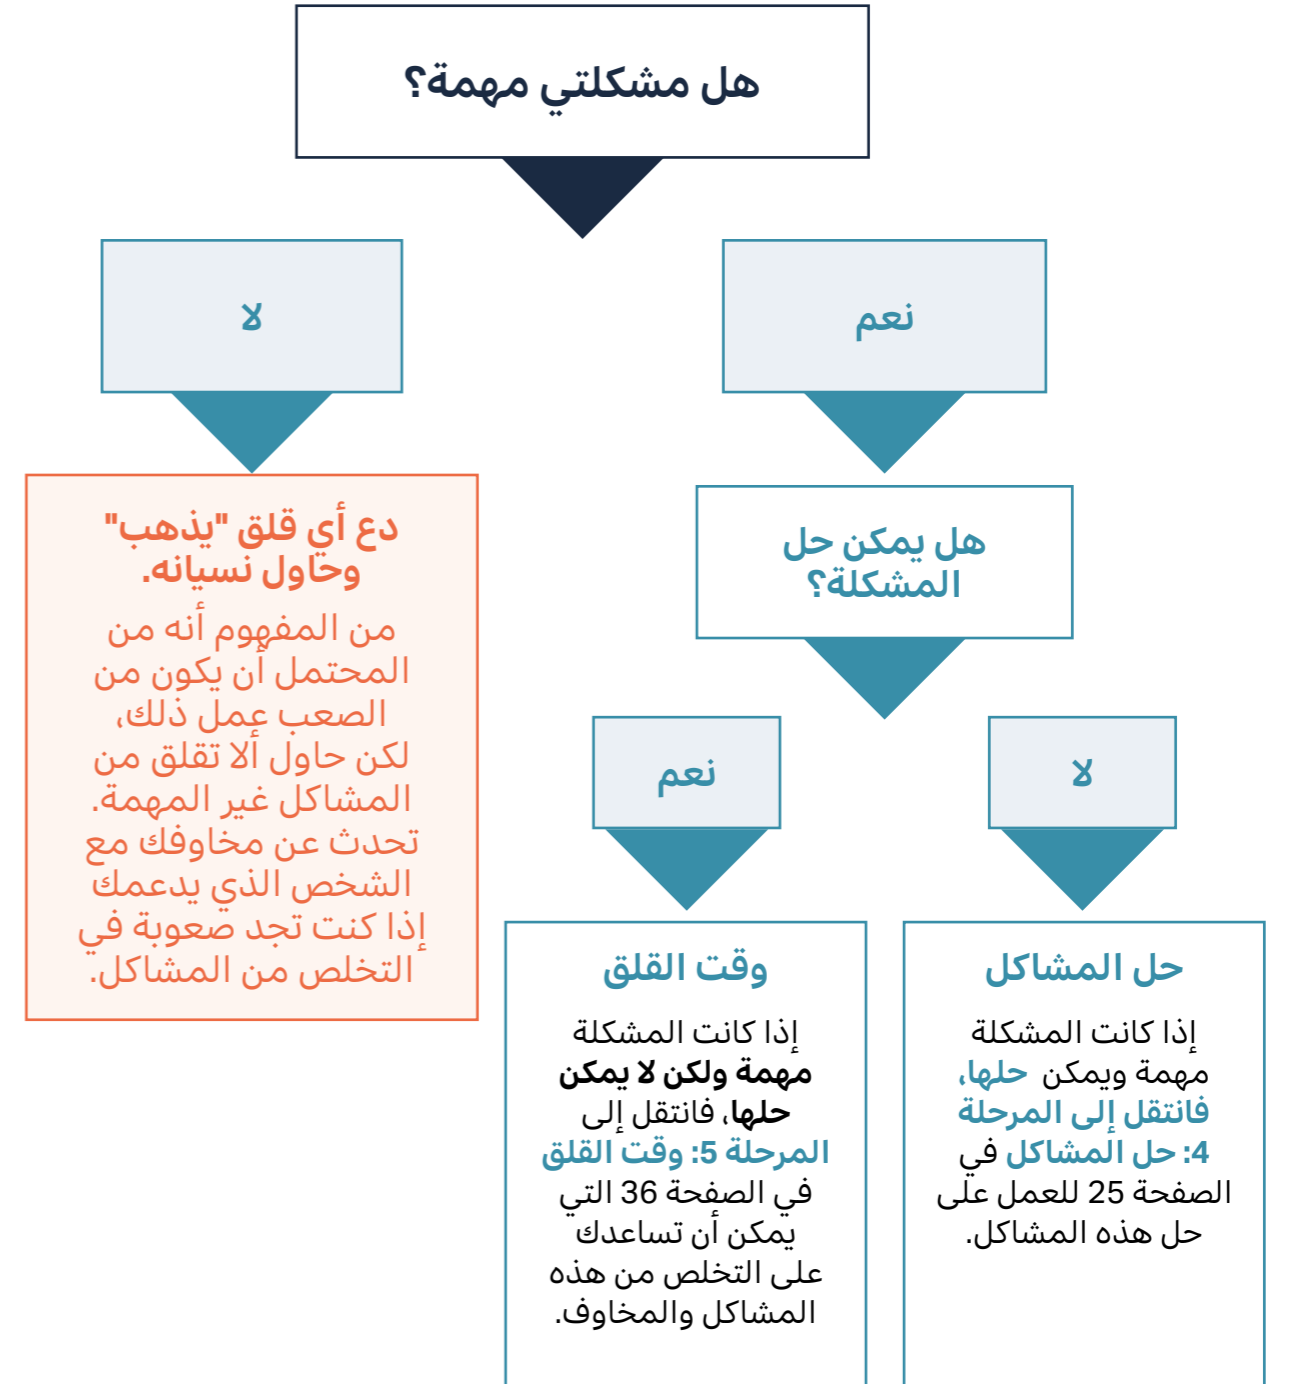 هل مشكلتي مهمة؟
نعم
لا
هل يمكن حل
المشكلة؟
دع أي قلق "يذهب"
وحاول نسيانه.
من المفهوم أنه من
المحتمل أن يكون من
الصعب عمل ذلك،
لكن حاول ألا تقلق من
المشاكل غير المهمة.
تحدث عن مخاوفك مع
الشخص الذي يدعمك
إذا كنت تجد صعوبة في
التخلص من المشاكل.
لا
نعم
حل المشاكل
إذا كانت المشكلة
مهمة ويمكن حلها،
فانتقل إلى المرحلة
4: حل المشاكل في
الصفحة 25 للعمل على
حل هذه المشاكل.
وقت القلق
إذا كانت المشكلة
مهمة ولكن لا يمكن
حلها، فانتقل إلى
المرحلة 5: وقت القلق
في الصفحة 36 التي
يمكن أن تساعدك
على التخلص من هذه
المشاكل والمخاوف.